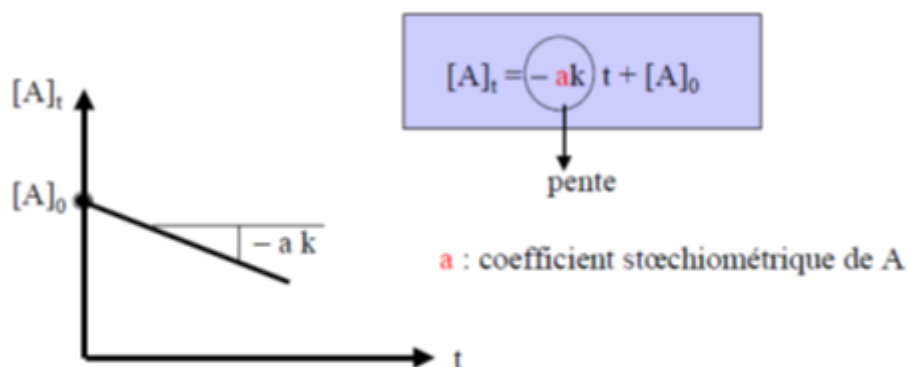 [A]ₜ = – ak t + [A]₀
[A]ₜ
pente
[A]₀
– a k
a : coefficient stœchiométrique de A
t